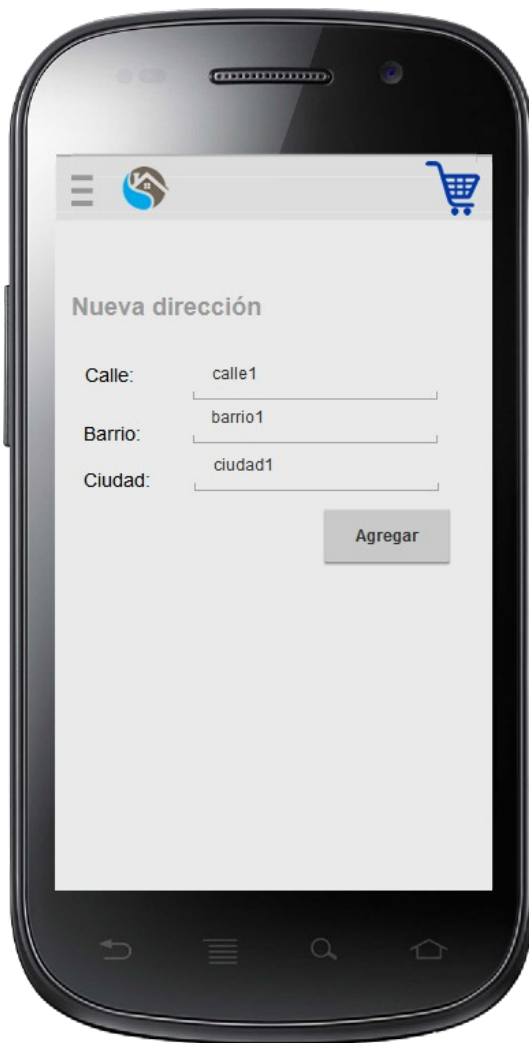 Nueva dirección
Calle: calle1
Barrio: barrio1
Ciudad: ciudad1
Agregar